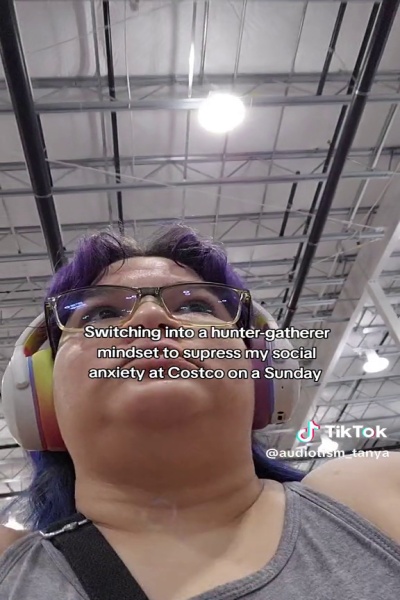 Switching into a hunter-gatherer
mindset to supress my social
anxiety at Costco on a Sunday
TikTok
@audiotism_tanya